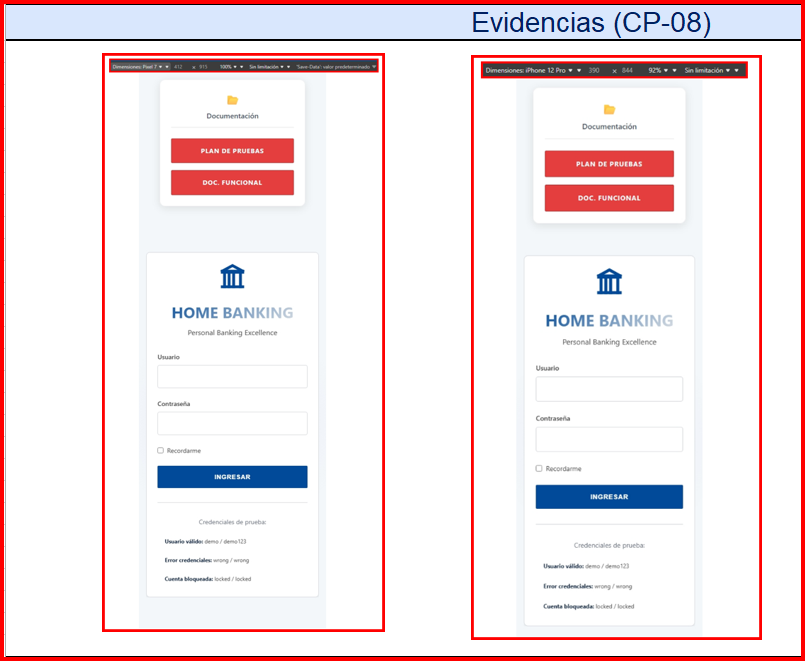 Evidencias (CP-08)
Dimensiones: Pixel 7 412 x 915 100% Sin limitación "Save-Data": valor predeterminado
Documentación
PLAN DE PRUEBAS
DOC. FUNCIONAL
HOME BANKING
Personal Banking Excellence
Usuario
Contraseña
Recordarme
INGRESAR
Credenciales de prueba:
Usuario válido: demo / demo123
Error credenciales: wrong / wrong
Cuenta bloqueada: locked / locked
Dimensiones: iPhone 12 Pro 390 x 844 92% Sin limitación
Documentación
PLAN DE PRUEBAS
DOC. FUNCIONAL
HOME BANKING
Personal Banking Excellence
Usuario
Contraseña
Recordarme
INGRESAR
Credenciales de prueba:
Usuario válido: demo / demo123
Error credenciales: wrong / wrong
Cuenta bloqueada: locked / locked